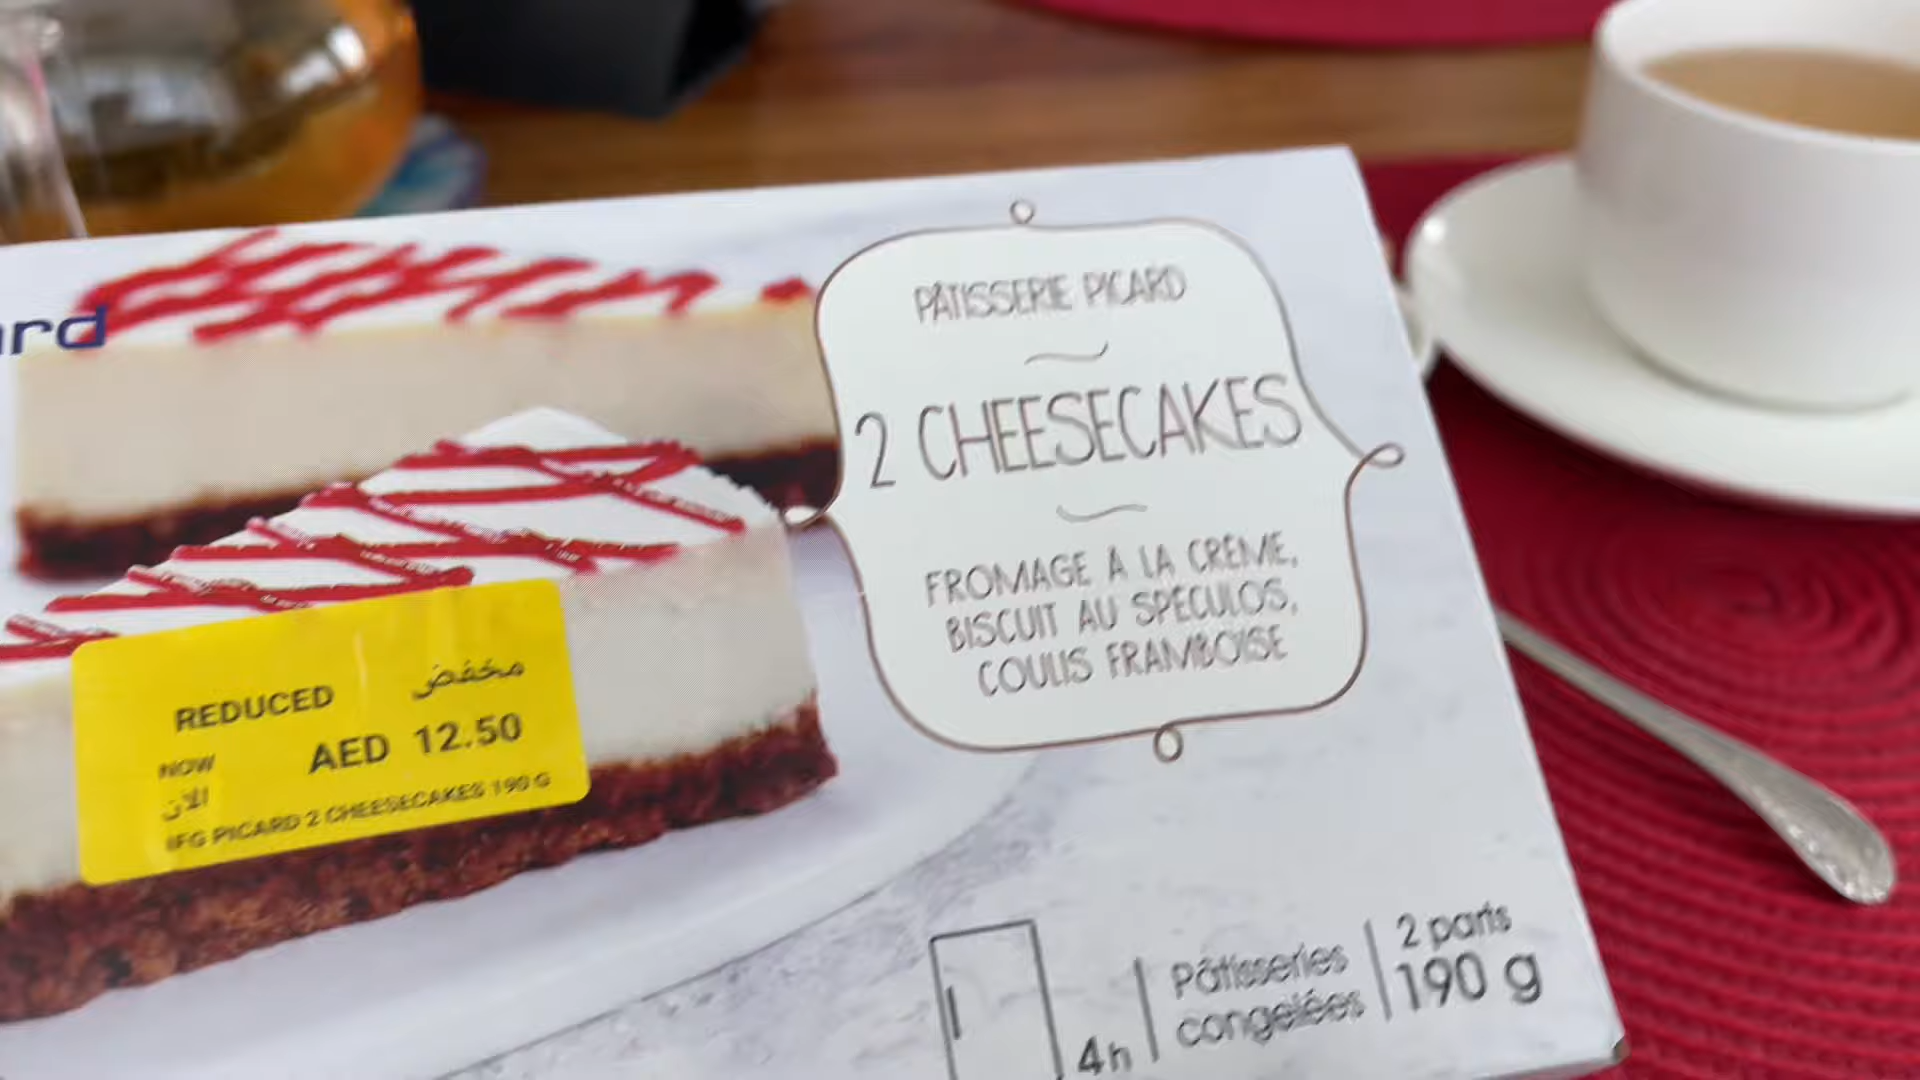 ard
PÂTISSERIE PICARD
2 CHEESECAKES
FROMAGE À LA CRÈME,
BISCUIT AU SPÉCULOS,
COULIS FRAMBOISE
REDUCED مخفض
NOW AED 12.50
الآن
IFG PICARD 2 CHEESECAKES 190 G
4h
Pâtisseries
congelées
2 parts
190 g